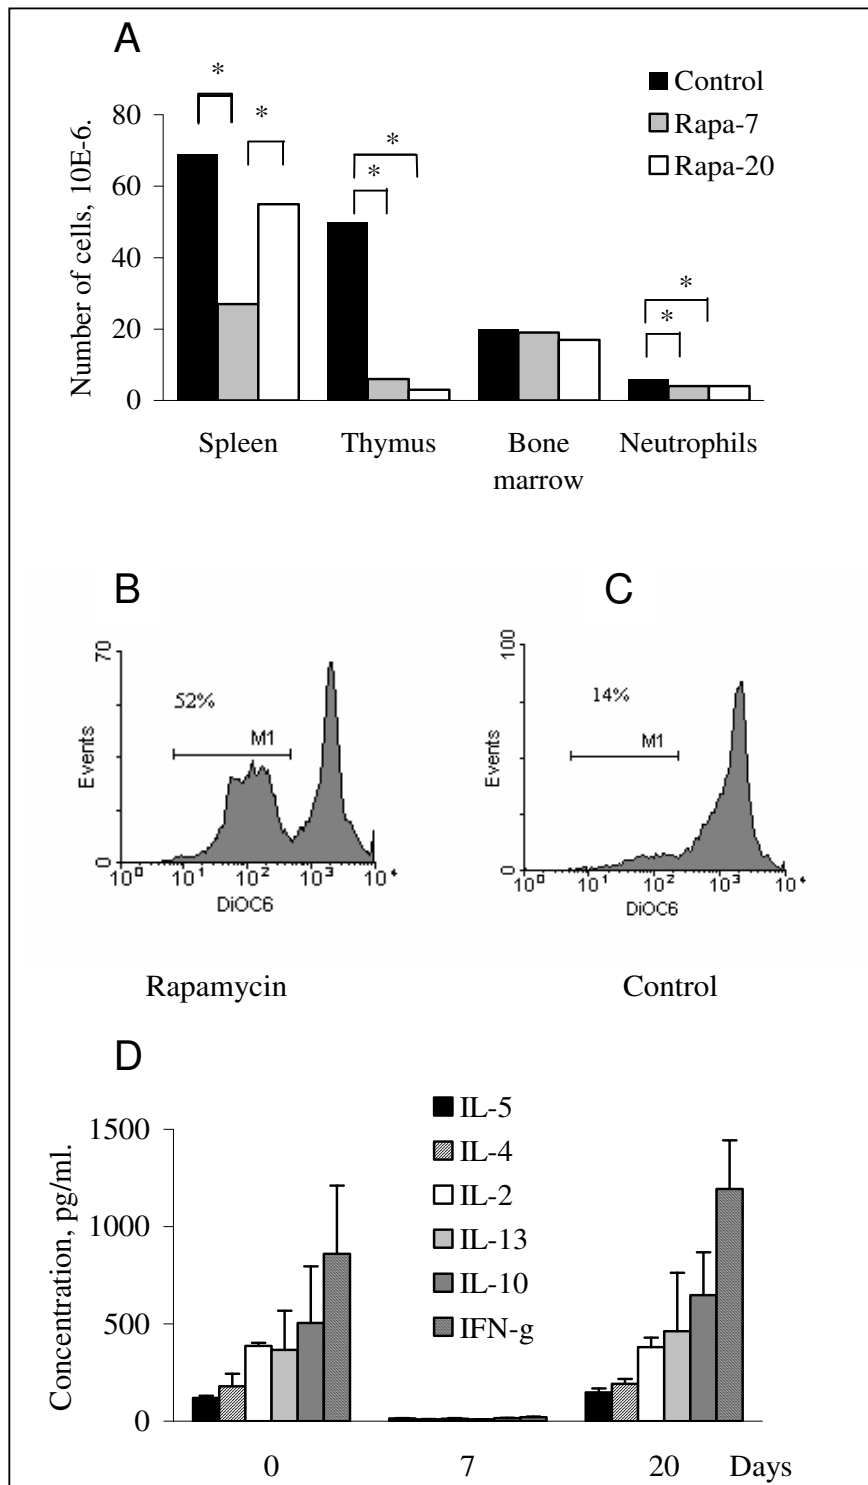 A
* * * * * *
Control
Rapa-7
Rapa-20
Number of cells, 10E-6.
80
60
40
20
0
Spleen Thymus Bone marrow Neutrophils
B
70
52%
M1
Events
0
10⁰ 10¹ 10² 10³ 10⁴
DiOC6
Rapamycin
C
100
14%
M1
Events
0
10⁰ 10¹ 10² 10³ 10⁴
DiOC6
Control
D
IL-5
IL-4
IL-2
IL-13
IL-10
IFN-g
Concentration, pg/ml.
1500
1000
500
0
0 7 20 Days